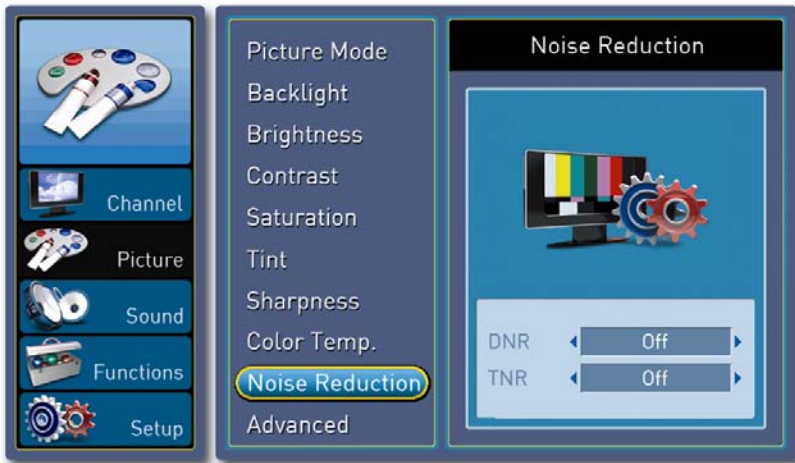 Channel
Picture
Sound
Functions
Setup
Picture Mode
Backlight
Brightness
Contrast
Saturation
Tint
Sharpness
Color Temp.
Noise Reduction
Advanced
Noise Reduction
DNR Off
TNR Off